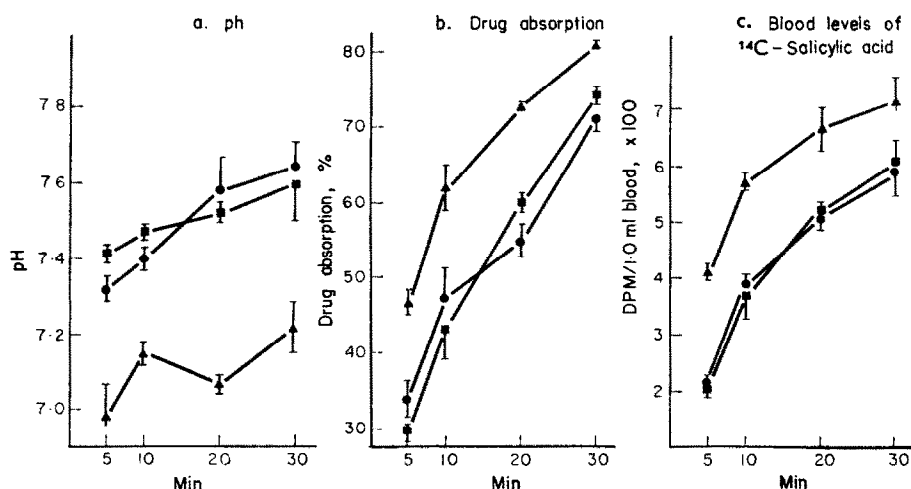 a. ph
7.8
7.6
7.4
7.2
7.0
pH
5 10 20 30
Min
b. Drug absorption
80
70
60
50
40
30
Drug absorption, %
5 10 20 30
Min
c. Blood levels of
¹⁴C-Salicylic acid
7
6
5
4
3
2
DPM/1·0 ml blood, x 100
5 10 20 30
Min